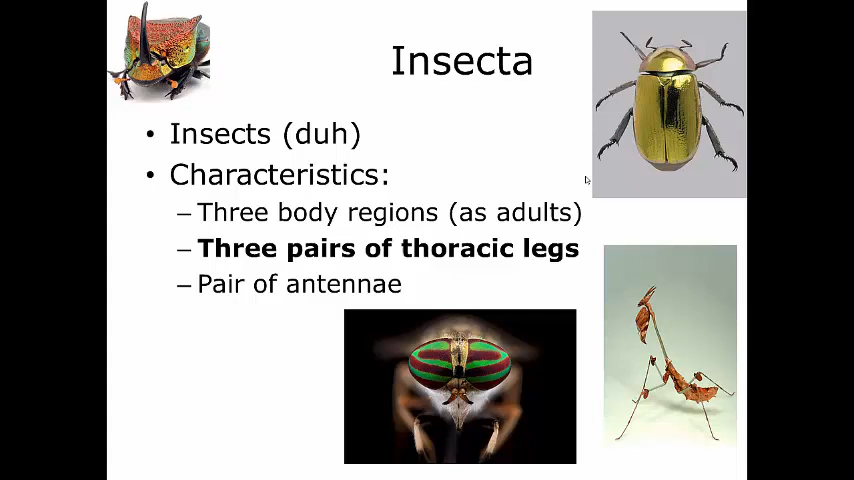 Insecta
• Insects (duh)
• Characteristics:
– Three body regions (as adults)
– Three pairs of thoracic legs
– Pair of antennae